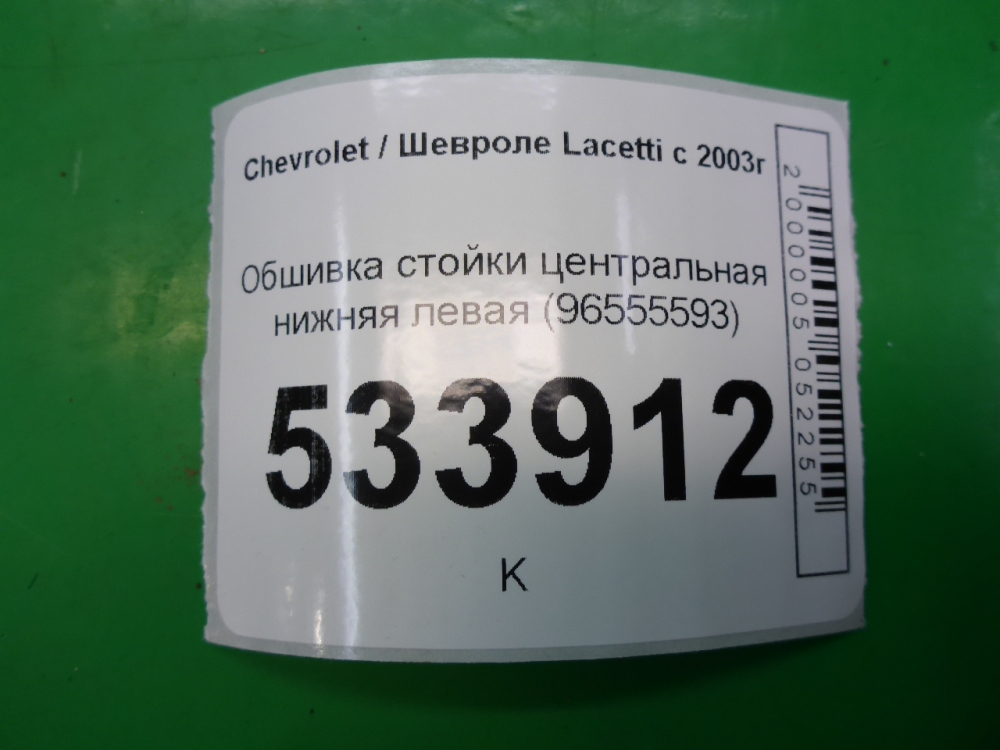 Chevrolet / Шевроле Lacetti с 2003г
Обшивка стойки центральная
нижняя левая (96555593)
533912
К
2000005052255